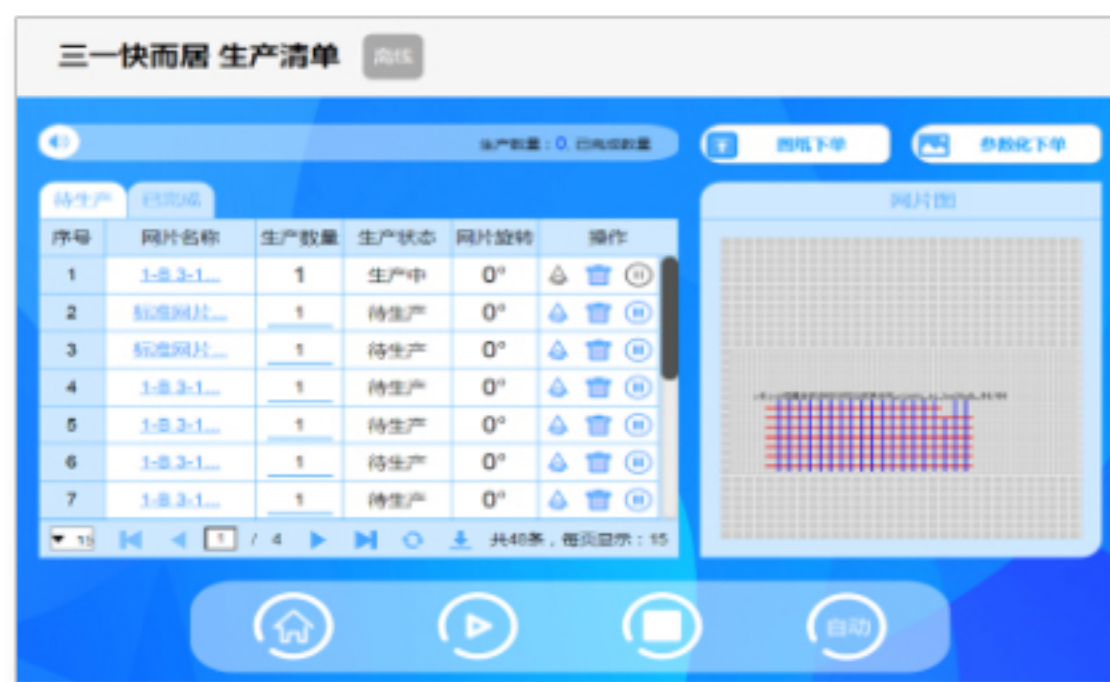 三一快而居 生产清单 离线
生产数量：0, 已完成数量
图纸下单
参数化下单
待生产 已完成
网片图
序号 网片名称 生产数量 生产状态 网片旋转 操作
1 1-B 3-1... 1 生产中 0°
2 标准网片... 1 待生产 0°
3 标准网片... 1 待生产 0°
4 1-B 3-1... 1 待生产 0°
5 1-B 3-1... 1 待生产 0°
6 1-B 3-1... 1 待生产 0°
7 1-B 3-1... 1 待生产 0°
15 1 / 4 共48条，每页显示：15
自动